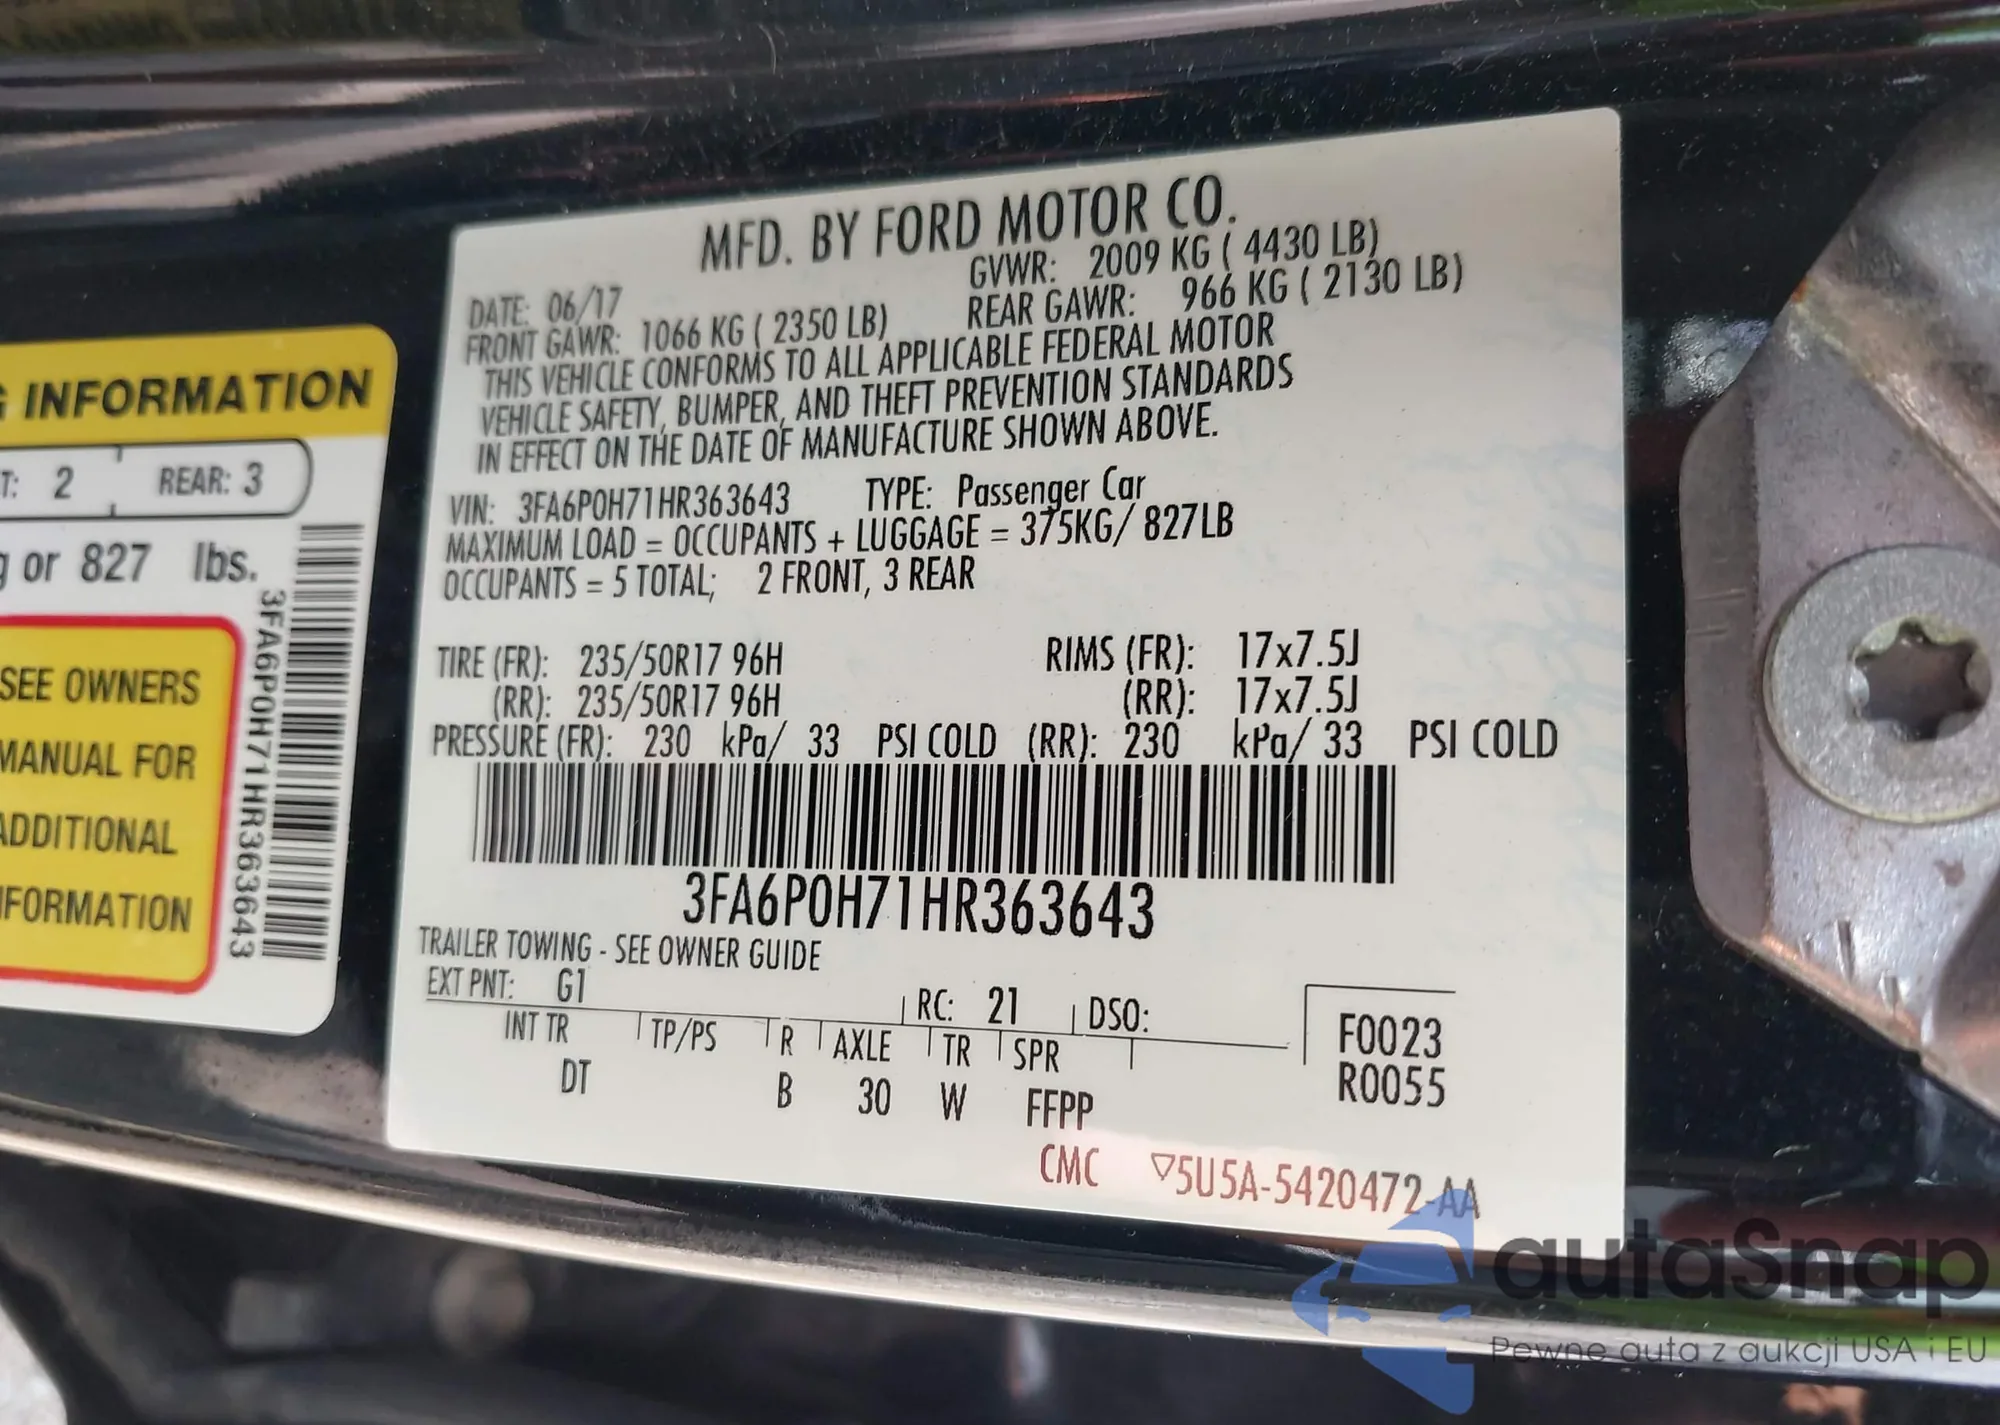 MFD. BY FORD MOTOR CO.
DATE: 06/17 GVWR: 2009 KG ( 4430 LB)
FRONT GAWR: 1066 KG ( 2350 LB) REAR GAWR: 966 KG ( 2130 LB)
THIS VEHICLE CONFORMS TO ALL APPLICABLE FEDERAL MOTOR
VEHICLE SAFETY, BUMPER, AND THEFT PREVENTION STANDARDS
IN EFFECT ON THE DATE OF MANUFACTURE SHOWN ABOVE.
VIN: 3FA6P0H71HR363643 TYPE: Passenger Car
MAXIMUM LOAD = OCCUPANTS + LUGGAGE = 375KG/ 827LB
OCCUPANTS = 5 TOTAL; 2 FRONT, 3 REAR
TIRE (FR): 235/50R17 96H RIMS (FR): 17x7.5J
(RR): 235/50R17 96H (RR): 17x7.5J
PRESSURE (FR): 230 kPa/ 33 PSI COLD (RR): 230 kPa/ 33 PSI COLD
3FA6P0H71HR363643
TRAILER TOWING - SEE OWNER GUIDE
EXT PNT: G1 RC: 21 DSO:
INT TR TP/PS R AXLE TR SPR
DT B 30 W FFPP
F0023
R0055
CMC ▽5U5A-5420472-AA
INFORMATION
T: 2 REAR: 3
g or 827 lbs.
3FA6P0H71HR363643
SEE OWNERS
MANUAL FOR
ADDITIONAL
INFORMATION
autaSnap
Pewne auta z aukcji USA i EU